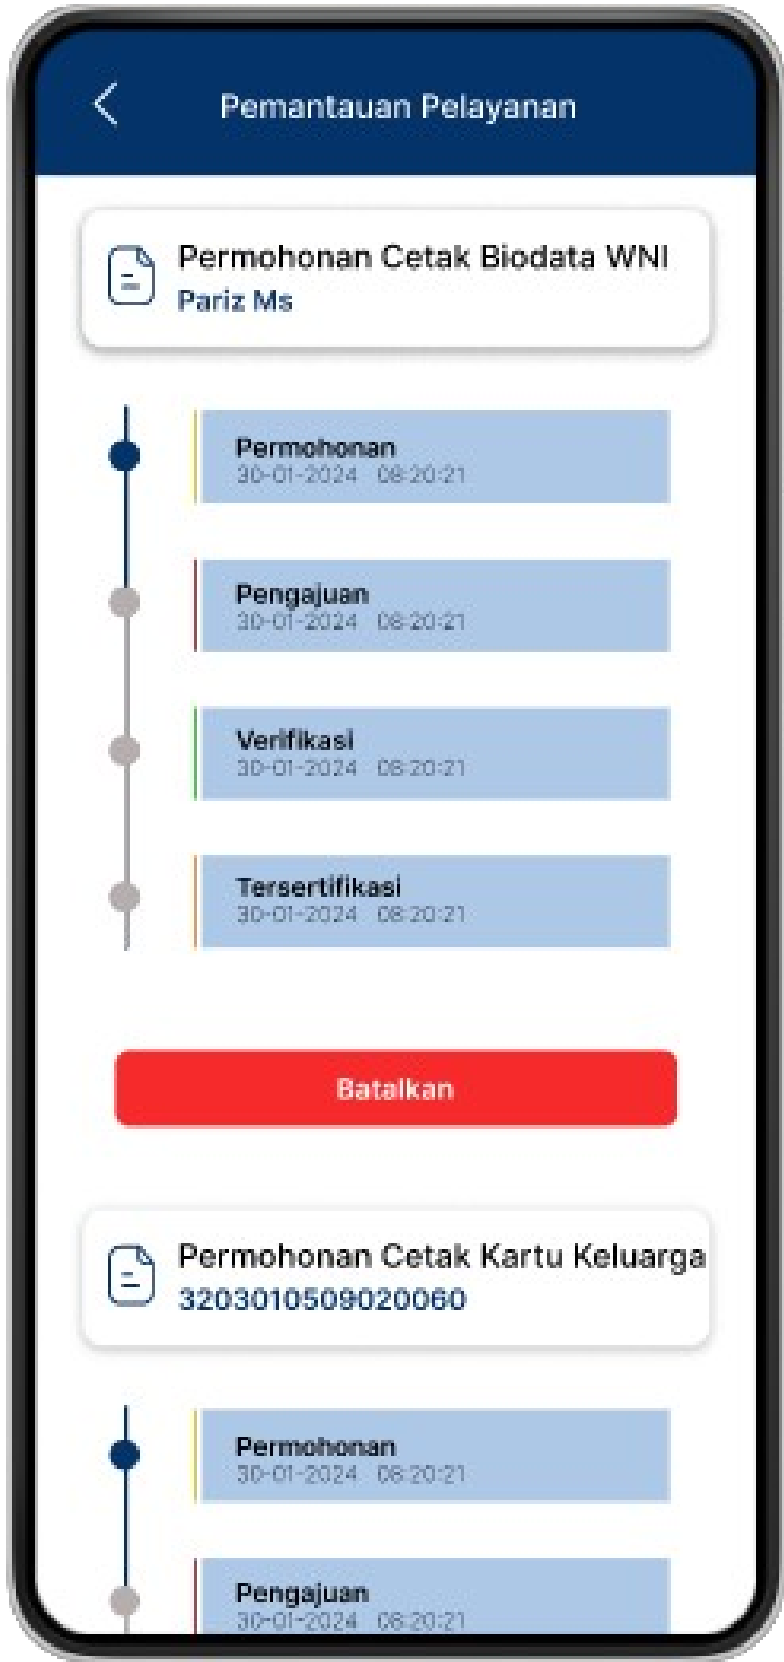 Pemantauan Pelayanan
Permohonan Cetak Biodata WNI
Pariz Ms
Permohonan
30-01-2024 08:20:21
Pengajuan
30-01-2024 08:20:21
Verifikasi
30-01-2024 08:20:21
Tersertifikasi
30-01-2024 08:20:21
Batalkan
Permohonan Cetak Kartu Keluarga
3203010509020060
Permohonan
30-01-2024 08:20:21
Pengajuan
30-01-2024 08:20:21